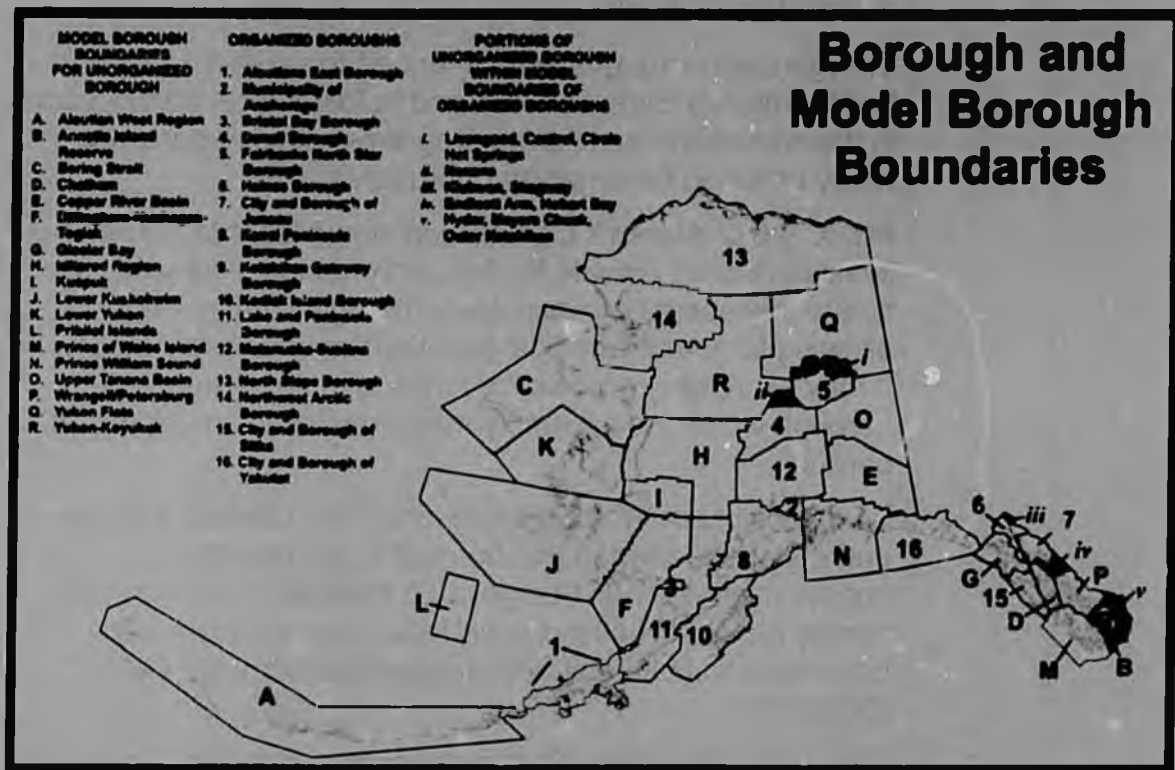 Borough and
Model Borough
Boundaries
MODEL BOROUGH
BOUNDARIES
FOR UNORGANIZED
BOROUGH
A. Aleutian West Region
B. Annette Island
Reserve
C. Bering Strait
D. Chatham
E. Copper River Basin
F.
Togiak
G. Glacier Bay
H. Iditarod Region
I. Kuspuk
J. Lower Kuskokwim
K. Lower Yukon
L. Pribilof Islands
M. Prince of Wales Island
N. Prince William Sound
O. Upper Tanana Basin
P. Wrangell/Petersburg
Q. Yukon Flats
R. Yukon-Koyukuk
ORGANIZED BOROUGHS
1. Aleutians East Borough
2. Municipality of
Anchorage
3. Bristol Bay Borough
4. Denali Borough
5. Fairbanks North Star
Borough
6. Haines Borough
7. City and Borough of
Juneau
8. Kenai Peninsula
Borough
9. Ketchikan Gateway
Borough
10. Kodiak Island Borough
11. Lake and Peninsula
Borough
12. Matanuska-Susitna
Borough
13. North Slope Borough
14. Northwest Arctic
Borough
15. City and Borough of
Sitka
16. City and Borough of
Yakutat
PORTIONS OF
UNORGANIZED BOROUGH
WITHIN MODEL
BOUNDARIES OF
ORGANIZED BOROUGHS
i. Livengood, Central, Circle
Hot Springs
ii. Nenana
iii. Klukwan, Skagway
iv. Endicott Arm, Hobart Bay
v. Hyder, Meyers Chuck,
Outer Ketchikan
13
14
Q
i
C
R
ii
5
4
O
K
H
12
E
I
2
6
iii
7
J
8
N
16
iv
G
P
L
3
15
v
F
D
11
10
1
M
B
A